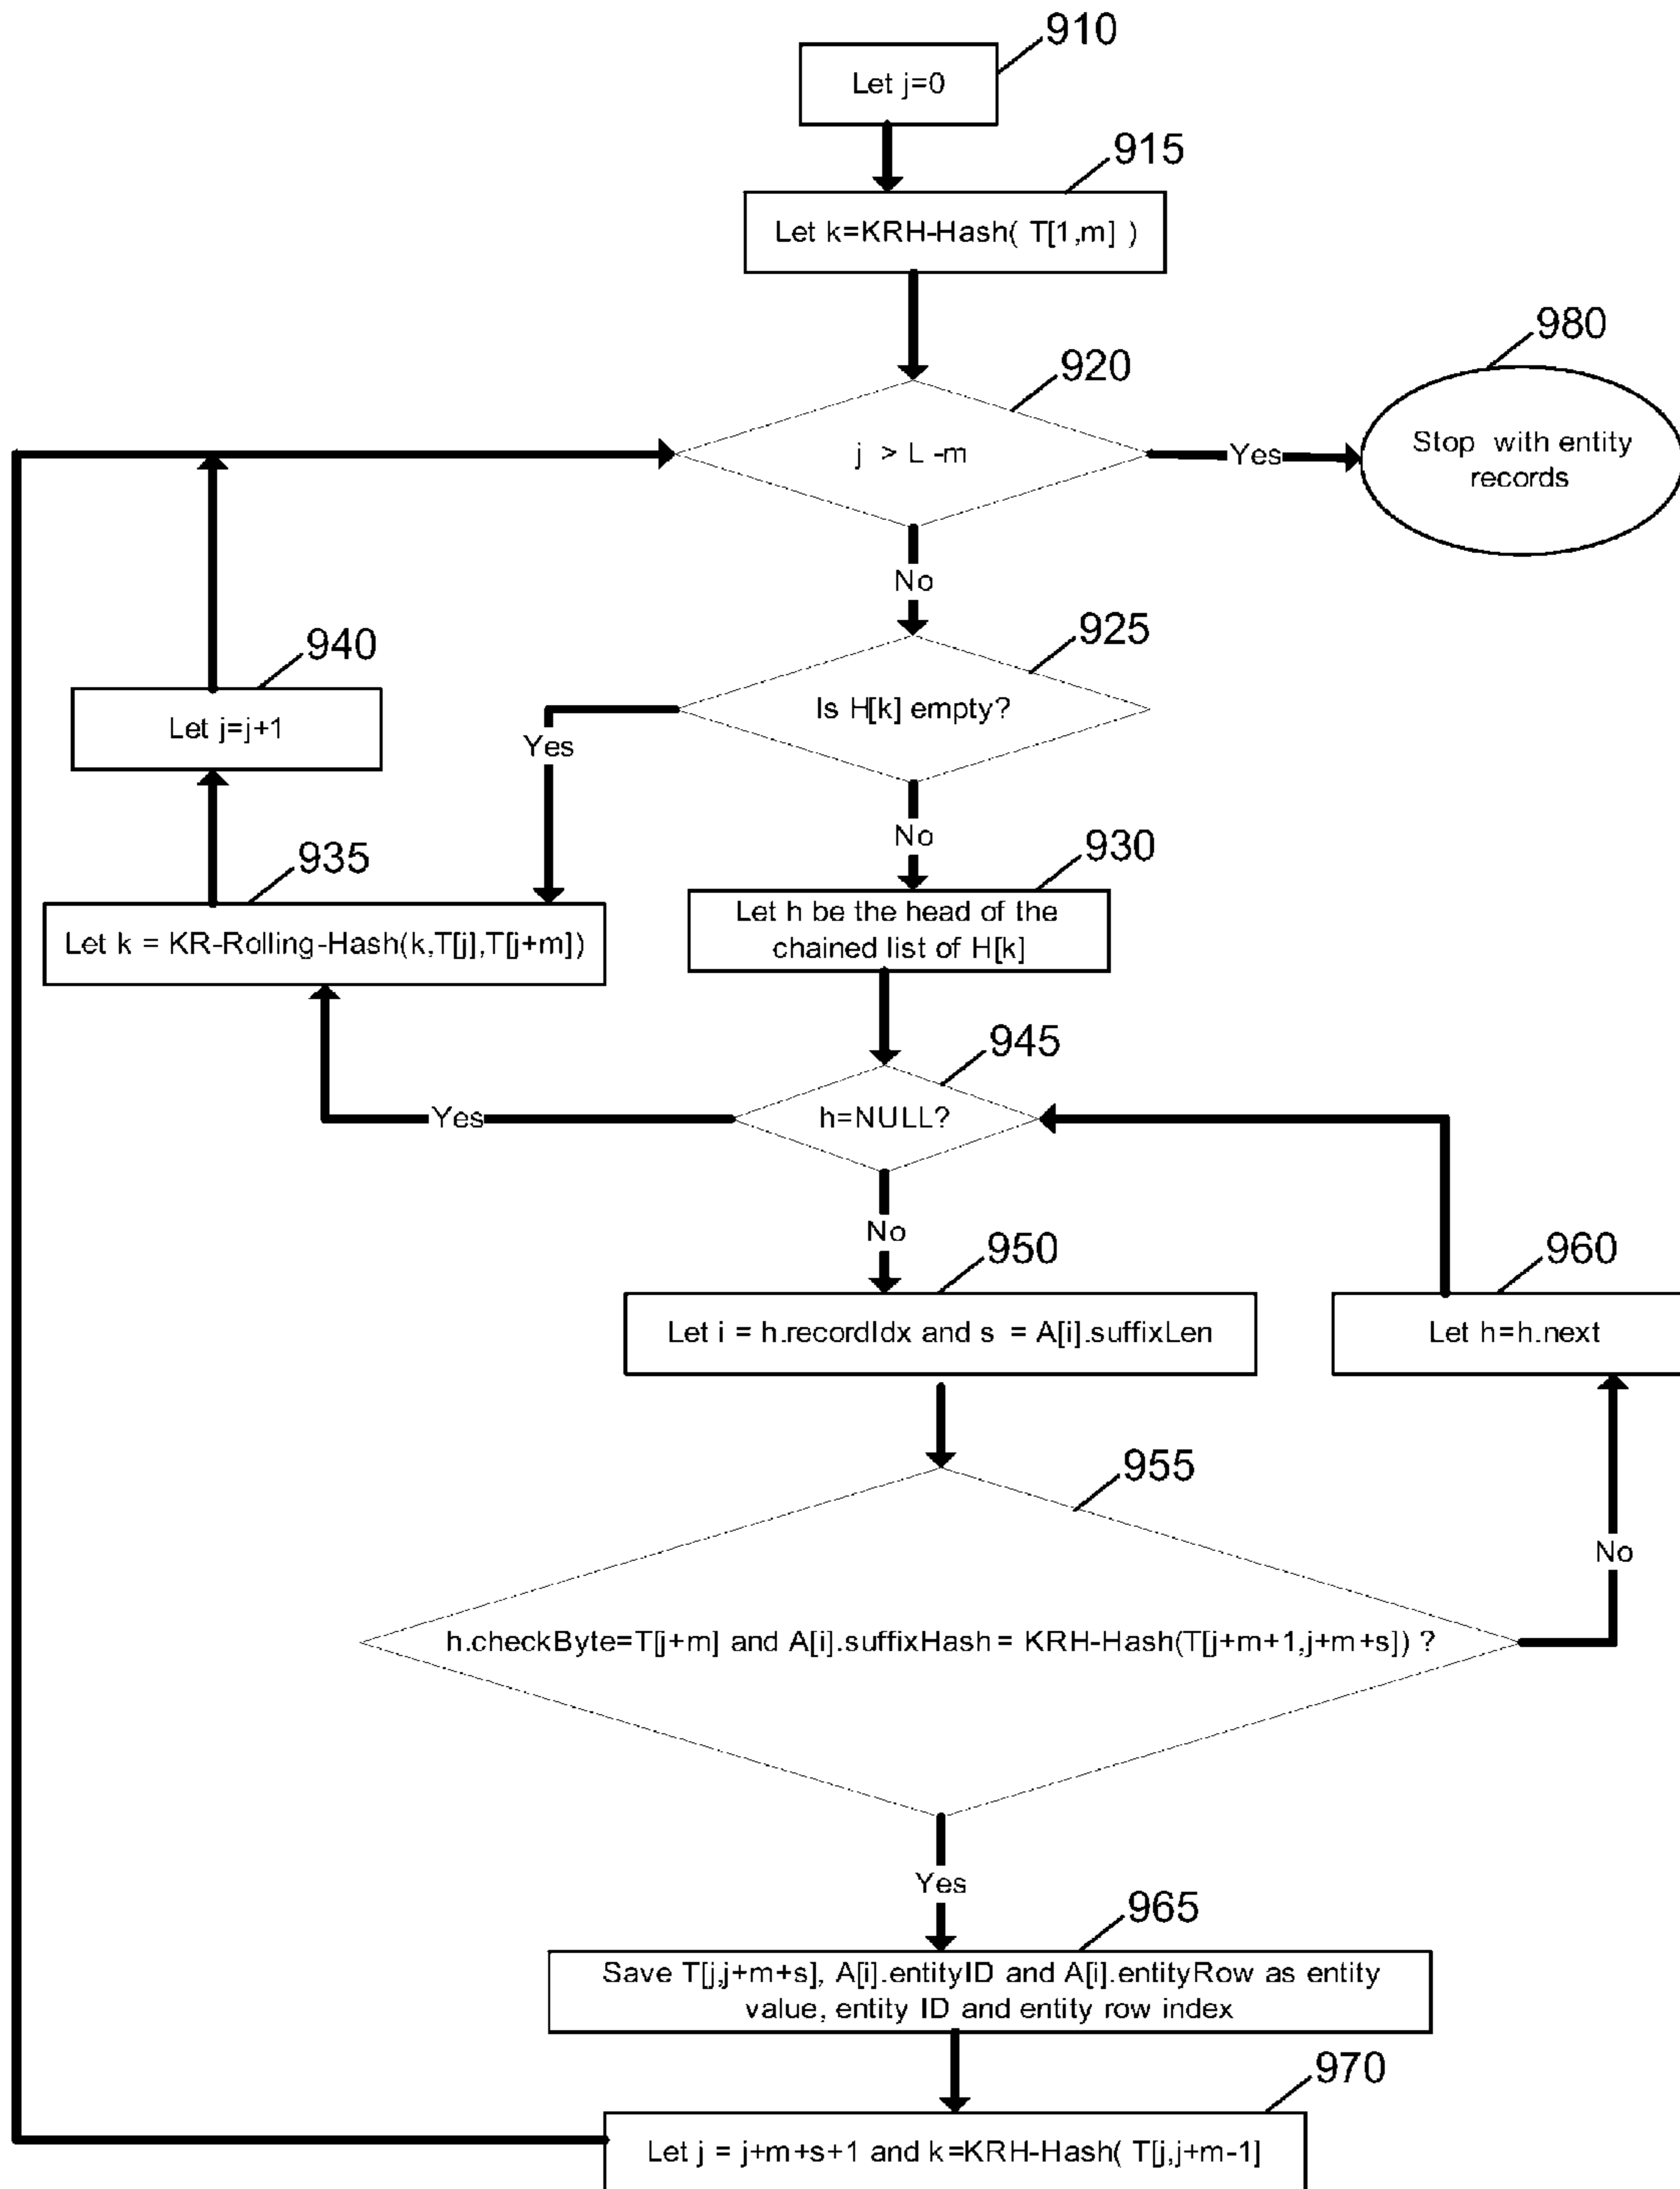 910
Let j=0
915
Let k=KRH-Hash( T[1,m] )
980
920
j > L -m
Yes
Stop with entity
records
No
925
940
Is H[k] empty?
Let j=j+1
Yes
No
930
935
Let h be the head of the
chained list of H[k]
Let k = KR-Rolling-Hash(k,T[j],T[j+m])
945
h=NULL?
Yes
No
950
960
Let i = h.recordIdx and s = A[i].suffixLen
Let h=h.next
955
No
h.checkByte=T[j+m] and A[i].suffixHash = KRH-Hash(T[j+m+1,j+m+s]) ?
Yes
965
Save T[j,j+m+s], A[i].entityID and A[i].entityRow as entity
value, entity ID and entity row index
970
Let j = j+m+s+1 and k=KRH-Hash( T[j,j+m-1]